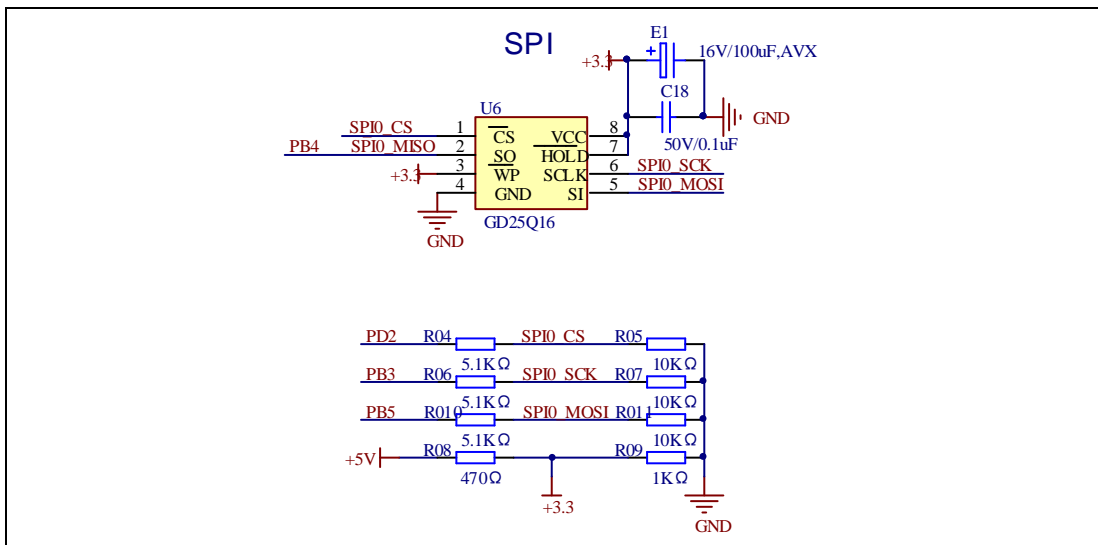 SPI
E1
+3.3
16V/100uF,AVX
C18
GND
50V/0.1uF
U6
SPI0_CS 1 CS VCC 8
PB4 SPI0_MISO 2 SO HOLD 7
+3.3 3 WP SCLK 6 SPI0_SCK
4 GND SI 5 SPI0_MOSI
GD25Q16
GND
PD2 R04 SPI0_CS R05
5.1KΩ 10KΩ
PB3 R06 SPI0_SCK R07
5.1KΩ 10KΩ
PB5 R010 SPI0_MOSI R011
5.1KΩ 10KΩ
+5V R08 R09
470Ω 1KΩ
+3.3
GND